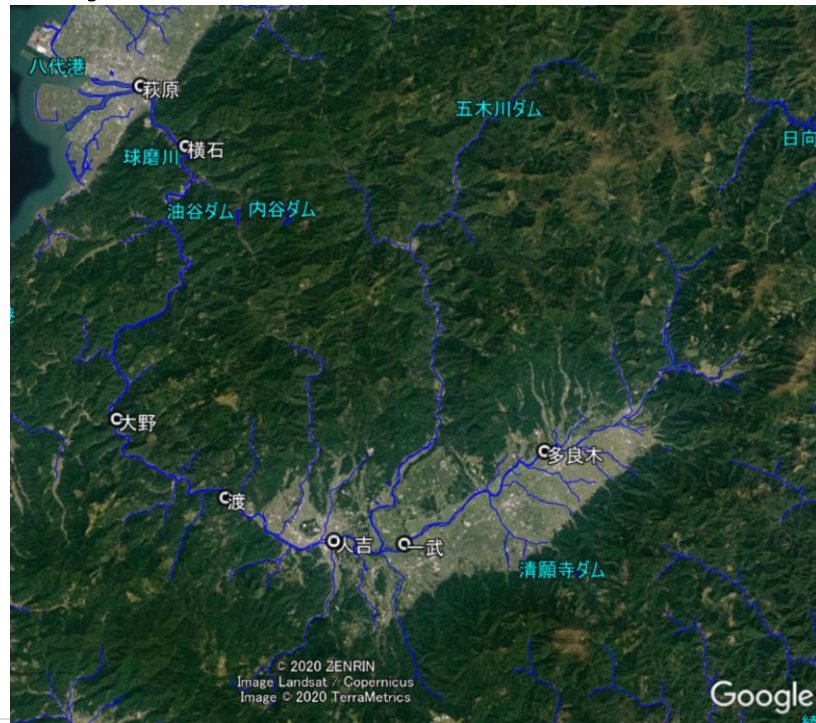 八代港
萩原
五木川ダム
日向
球磨川
横石
油谷ダム
内谷ダム
大野
多良木
渡
人吉
一武
清願寺ダム
© 2020 ZENRIN
Image Landsat / Copernicus
Image © 2020 TerraMetrics
Google